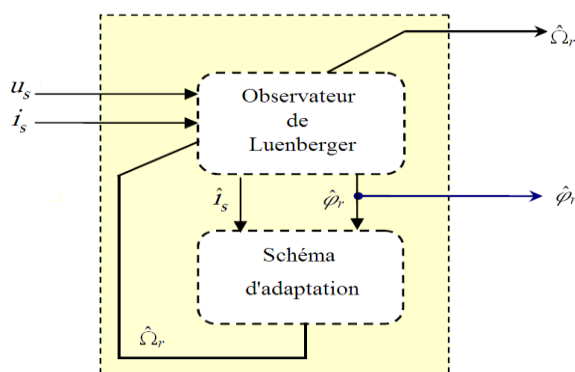 Ω̂ᵣ
uₛ
iₛ
Observateur
de
Luenberger
îₛ
φ̂ᵣ
φ̂ᵣ
Schéma
d'adaptation
Ω̂ᵣ